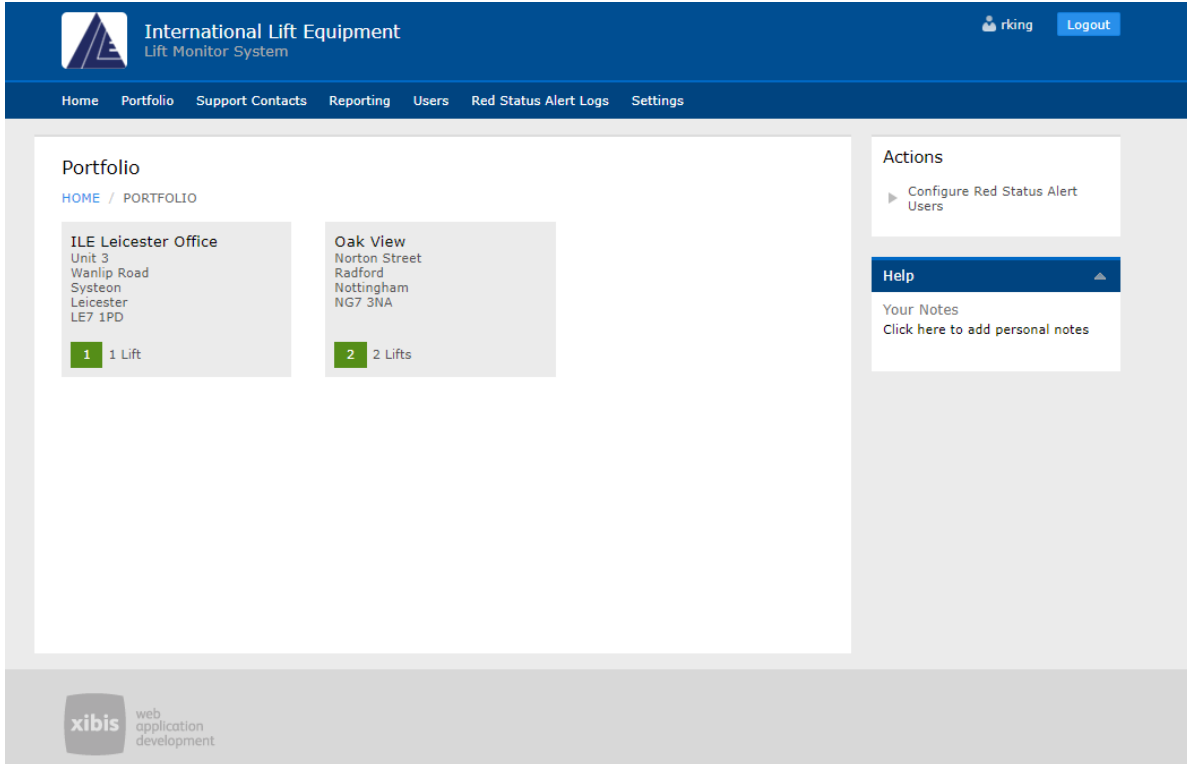 International Lift Equipment
Lift Monitor System
rking
Logout
Home Portfolio Support Contacts Reporting Users Red Status Alert Logs Settings
Portfolio
HOME / PORTFOLIO
ILE Leicester Office
Unit 3
Wanlip Road
Systeon
Leicester
LE7 1PD
1 1 Lift
Oak View
Norton Street
Radford
Nottingham
NG7 3NA
2 2 Lifts
Actions
Configure Red Status Alert
Users
Help
Your Notes
Click here to add personal notes
xibis
web
application
development